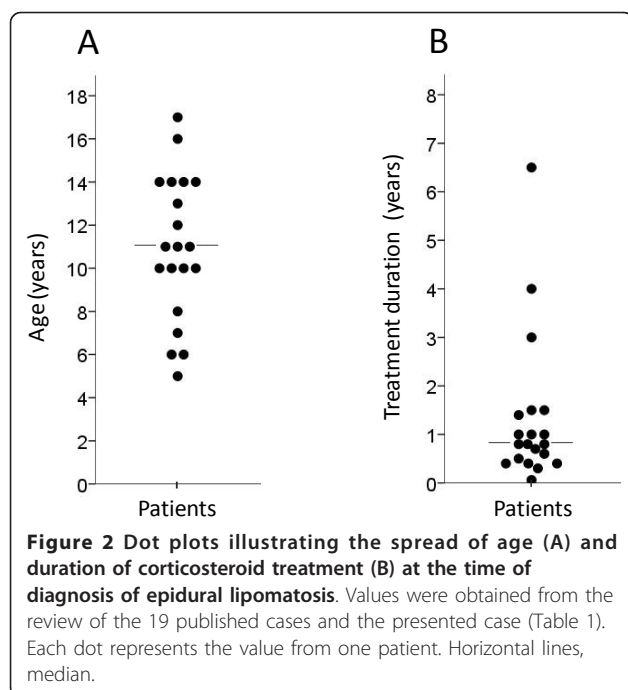 A
B
18
16
14
12
10
8
6
4
2
0
Age (years)
Patients
8
7
6
5
4
3
2
1
0
Treatment duration (years)
Patients
Figure 2 Dot plots illustrating the spread of age (A) and
duration of corticosteroid treatment (B) at the time of
diagnosis of epidural lipomatosis. Values were obtained from the
review of the 19 published cases and the presented case (Table 1).
Each dot represents the value from one patient. Horizontal lines,
median.